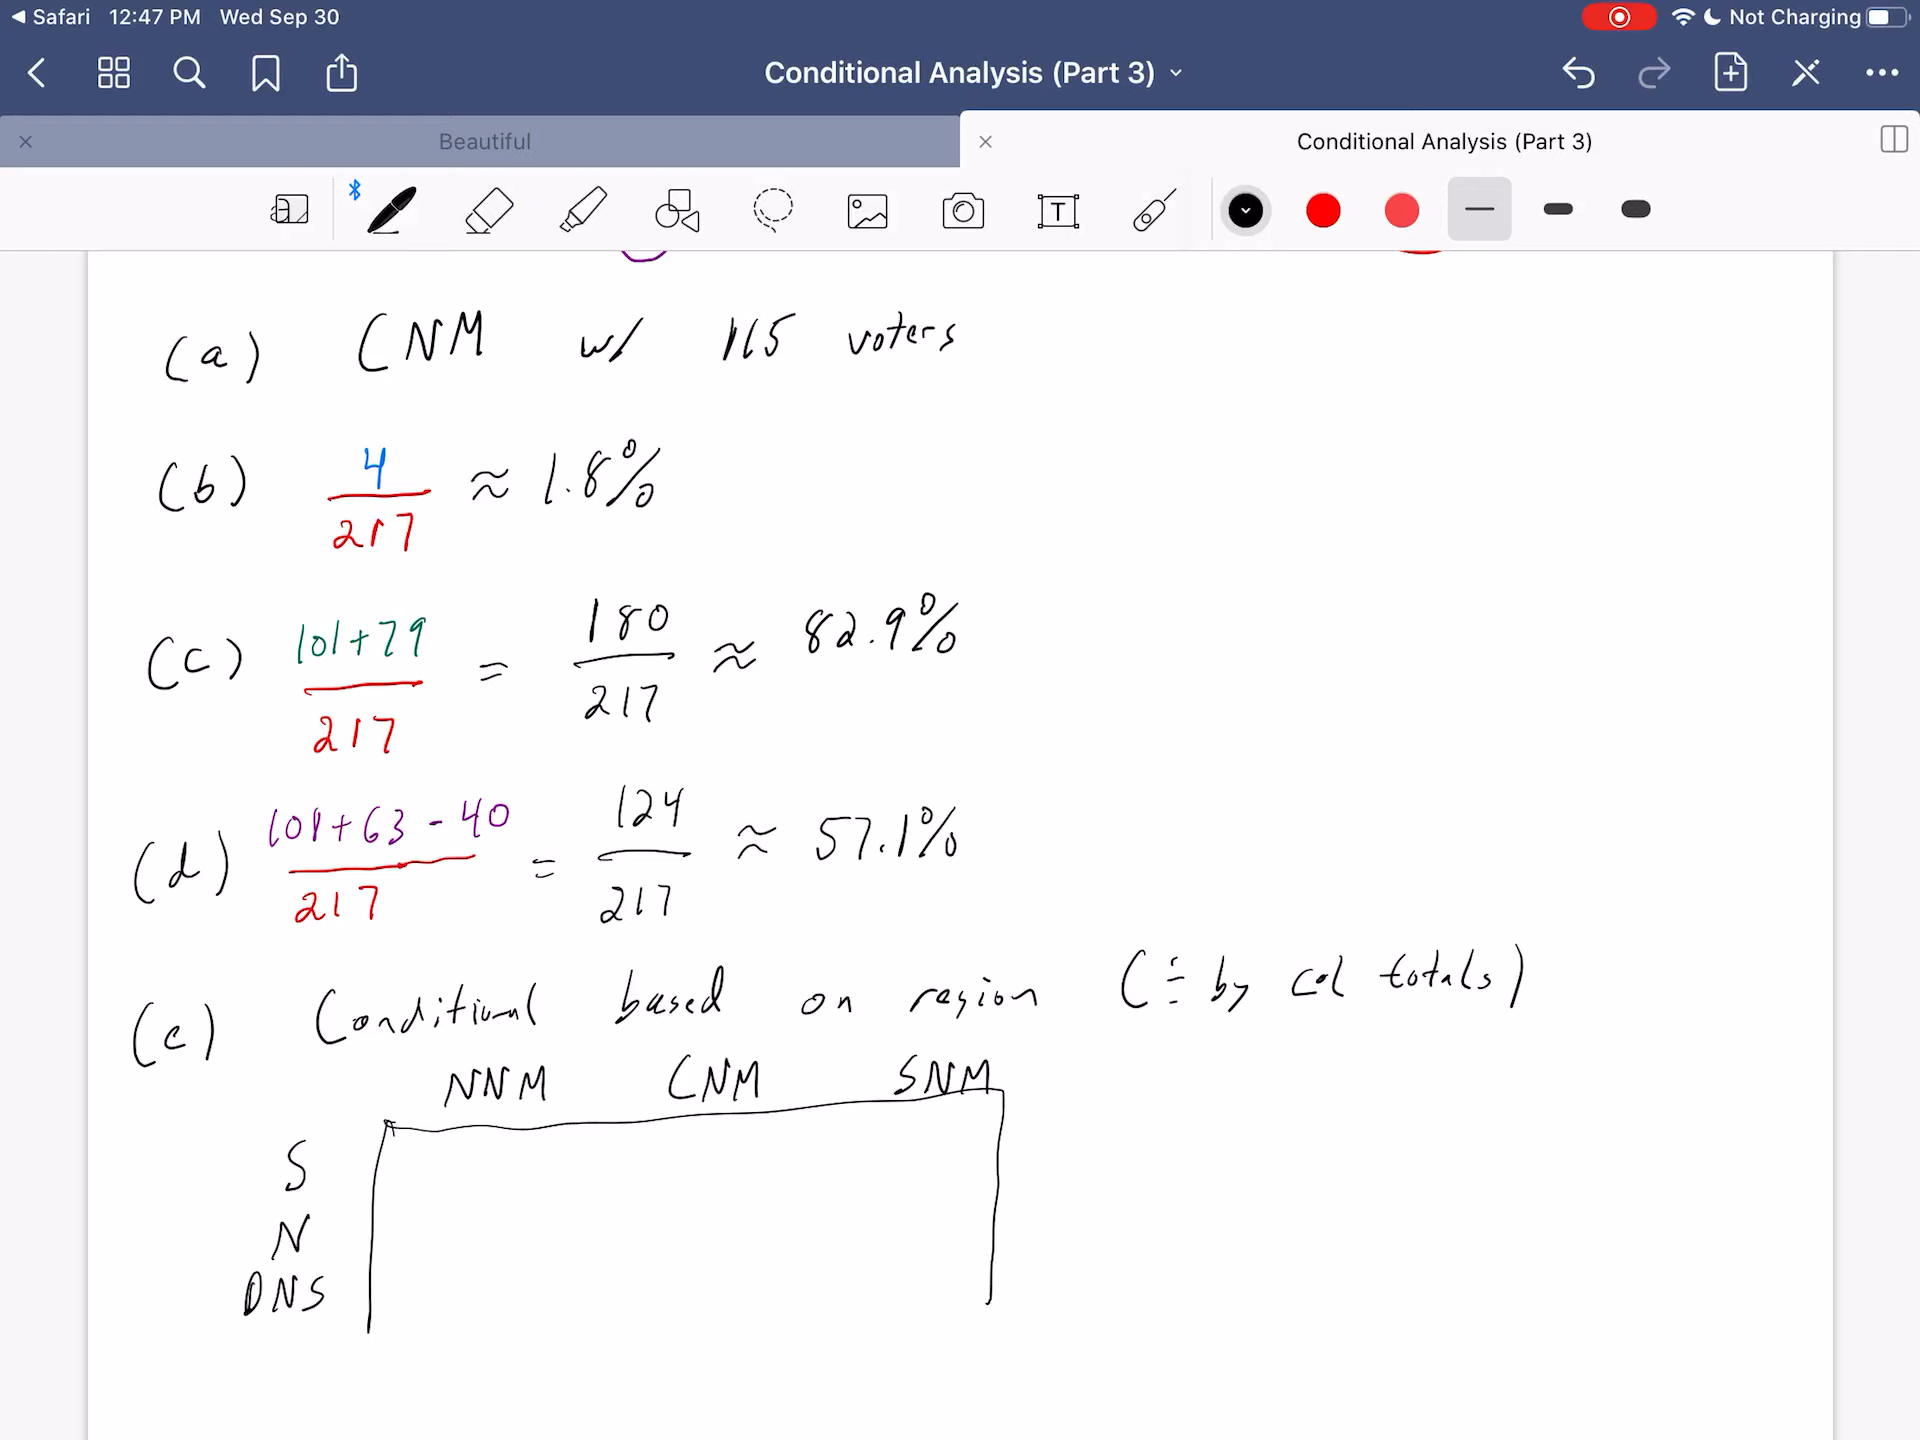 Safari 12:47 PM Wed Sep 30 Not Charging
Conditional Analysis (Part 3)
Beautiful Conditional Analysis (Part 3)
a T
(a) CNM w/ 165 voters
(b) 4/217 ≈ 1.8%
(c) 101+79/217 = 180/217 ≈ 82.9%
(d) 101+63-40/217 = 124/217 ≈ 57.1%
(e) Conditional based on region (÷ by col totals)
NNM CNM SNM
S
N
DNS